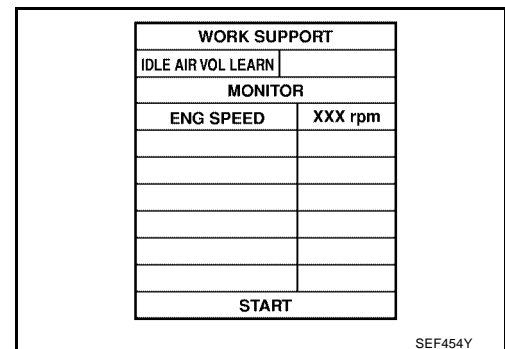 WORK SUPPORT
IDLE AIR VOL LEARN
MONITOR
ENG SPEED XXX rpm
START
SEF454Y